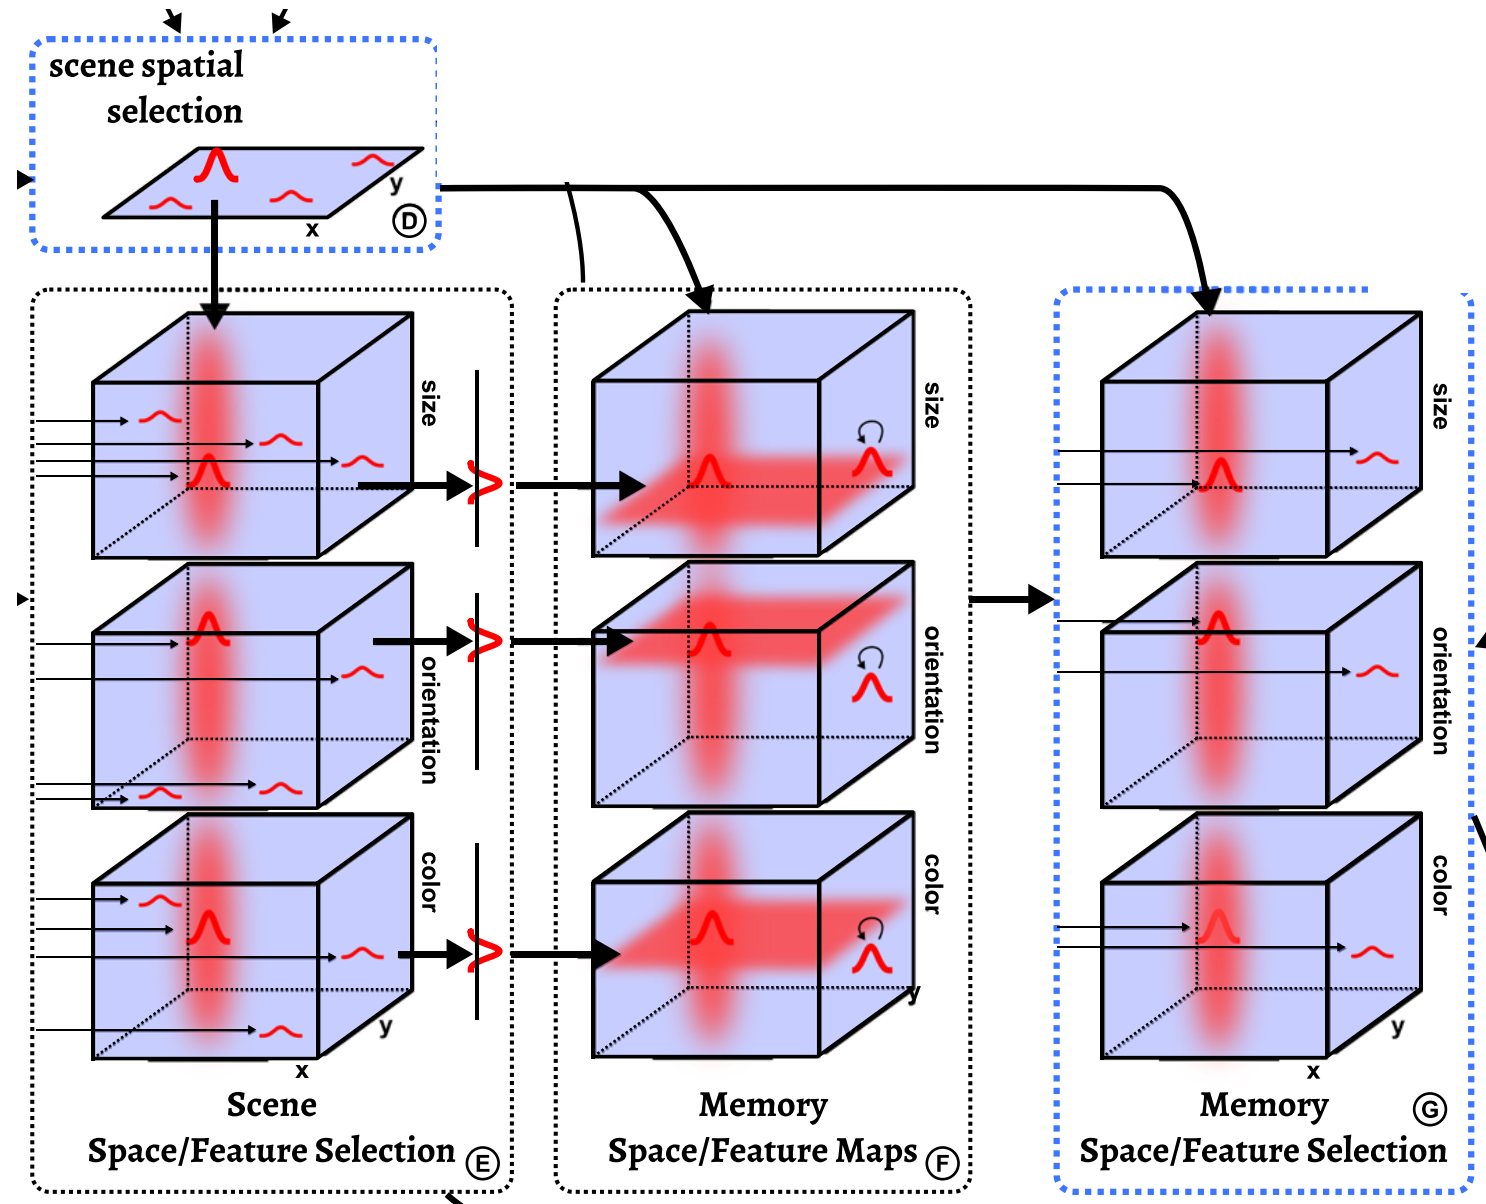 scene spatial
selection
y
x
D
size
orientation
color
y
x
Scene
Space/Feature Selection
E
size
orientation
color
y
Memory
Space/Feature Maps
F
size
orientation
color
y
x
Memory
Space/Feature Selection
G